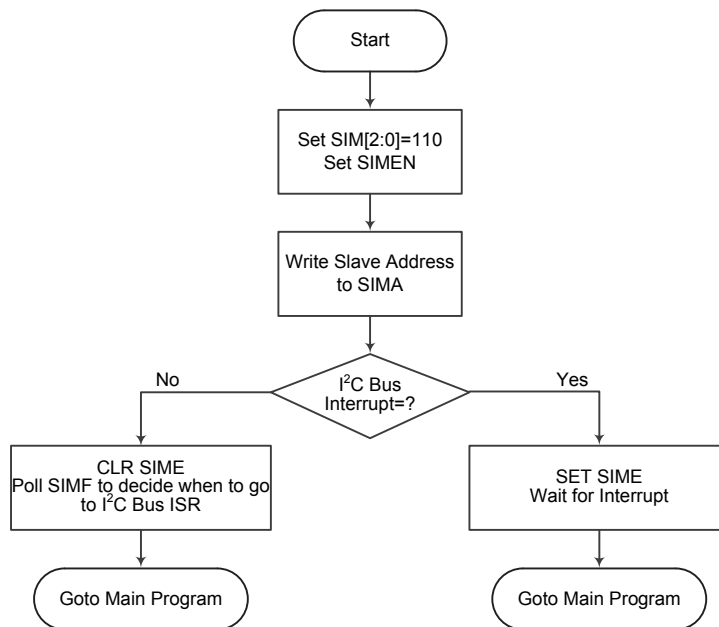 Start
Set SIM[2:0]=110
Set SIMEN
Write Slave Address
to SIMA
I²C Bus
Interrupt=?
No
Yes
CLR SIME
Poll SIMF to decide when to go
to I²C Bus ISR
SET SIME
Wait for Interrupt
Goto Main Program
Goto Main Program